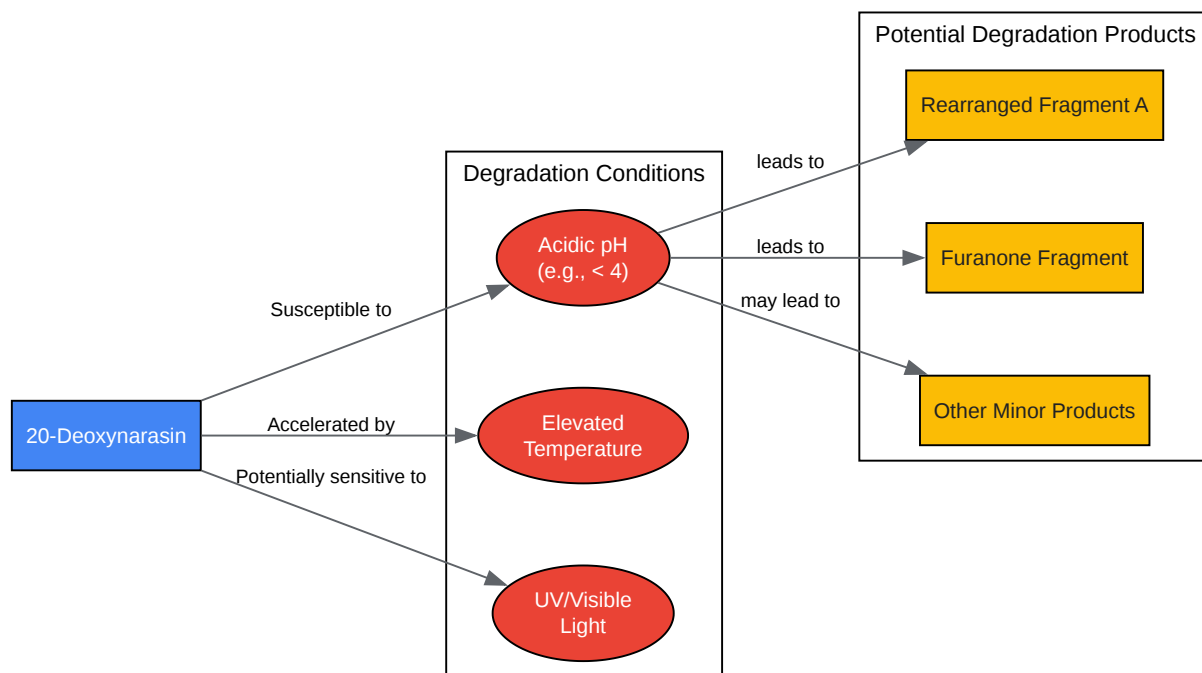 Potential Degradation Products
Rearranged Fragment A
leads to
Degradation Conditions
Acidic pH
(e.g., < 4)
leads to
Furanone Fragment
may lead to
Susceptible to
Other Minor Products
20-Deoxynarasin
Accelerated by
Elevated
Temperature
Potentially sensitive to
UV/Visible
Light